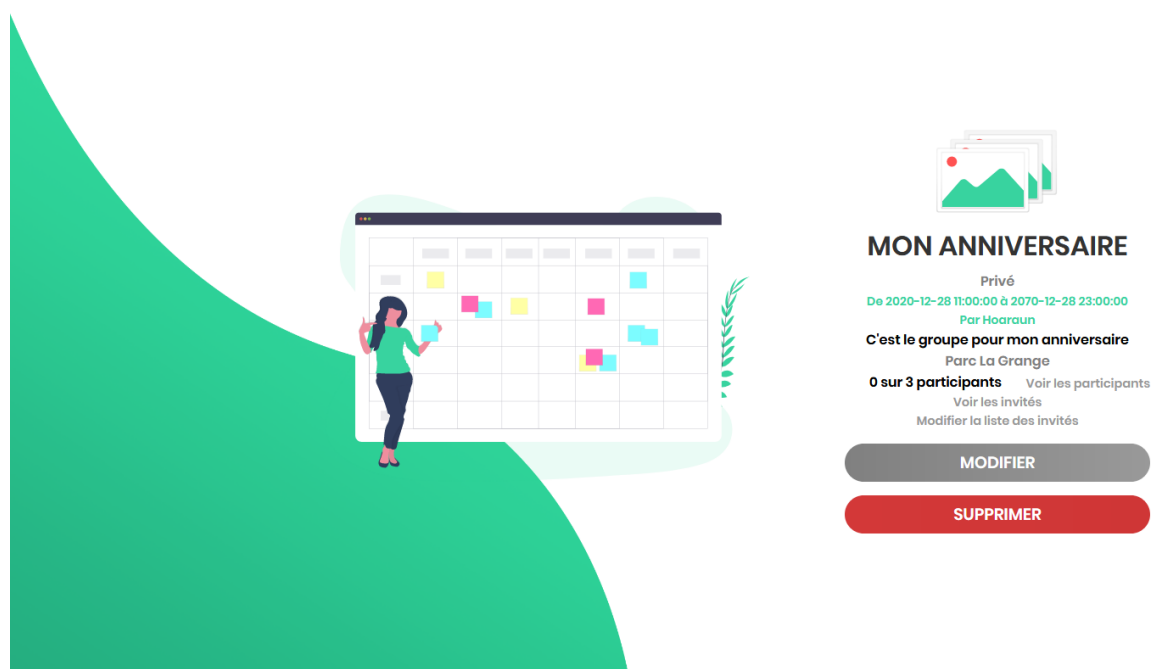 MON ANNIVERSAIRE
Privé
De 2020-12-28 11:00:00 à 2070-12-28 23:00:00
Par Hoaraun
C'est le groupe pour mon anniversaire
Parc La Grange
0 sur 3 participants Voir les participants
Voir les invités
Modifier la liste des invités
MODIFIER
SUPPRIMER